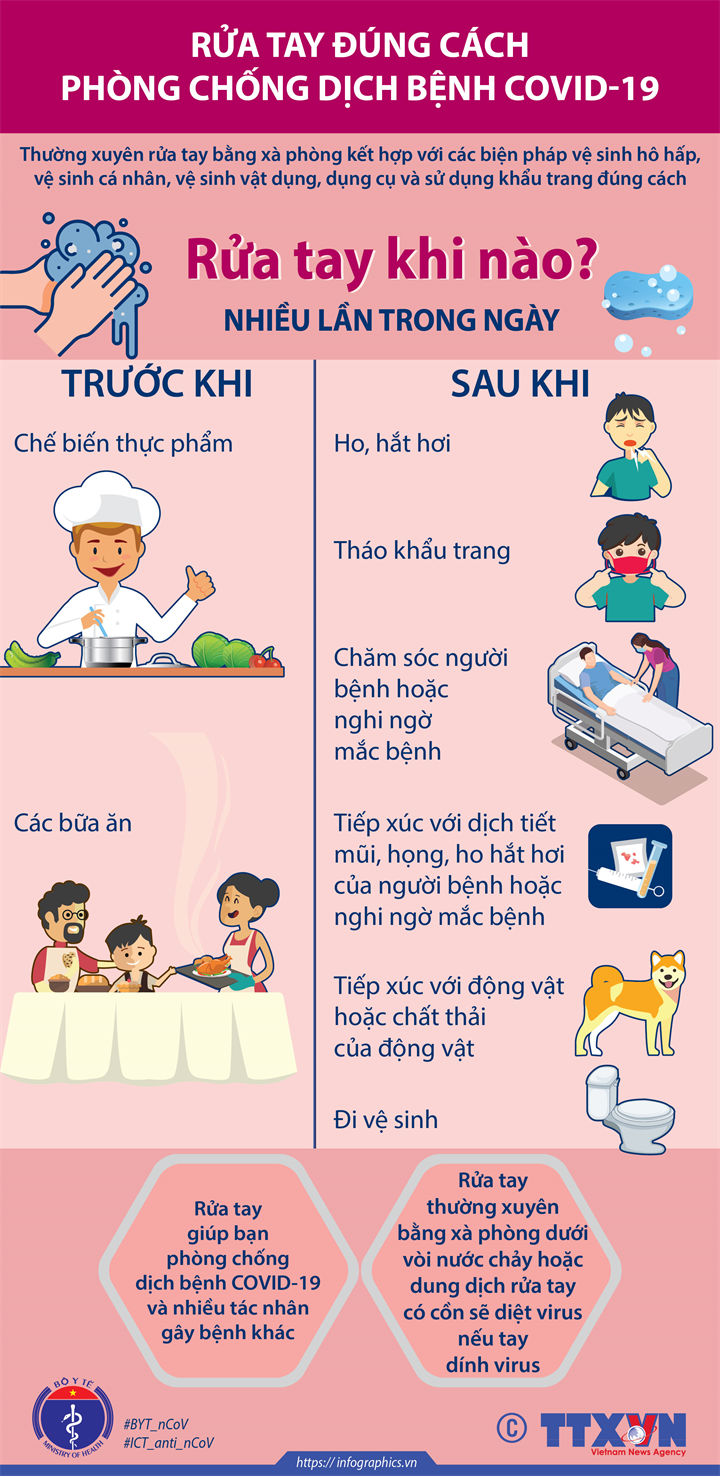 RỬA TAY ĐÚNG CÁCH
PHÒNG CHỐNG DỊCH BỆNH COVID-19
Thường xuyên rửa tay bằng xà phòng kết hợp với các biện pháp vệ sinh hô hấp,
vệ sinh cá nhân, vệ sinh vật dụng, dụng cụ và sử dụng khẩu trang đúng cách
Rửa tay khi nào?
NHIỀU LẦN TRONG NGÀY
TRƯỚC KHI
Chế biến thực phẩm
Các bữa ăn
SAU KHI
Ho, hắt hơi
Tháo khẩu trang
Chăm sóc người
bệnh hoặc
nghi ngờ
mắc bệnh
Tiếp xúc với dịch tiết
mũi, họng, ho hắt hơi
của người bệnh hoặc
nghi ngờ mắc bệnh
Tiếp xúc với động vật
hoặc chất thải
của động vật
Đi vệ sinh
Rửa tay
giúp bạn
phòng chống
dịch bệnh COVID-19
và nhiều tác nhân
gây bệnh khác
Rửa tay
thường xuyên
bằng xà phòng dưới
vòi nước chảy hoặc
dung dịch rửa tay
có cồn sẽ diệt virus
nếu tay
dính virus
BỘ Y TẾ
MINISTRY OF HEALTH
#BYT_nCoV
#ICT_anti_nCoV
© TTXVN
Vietnam News Agency
https://infographics.vn